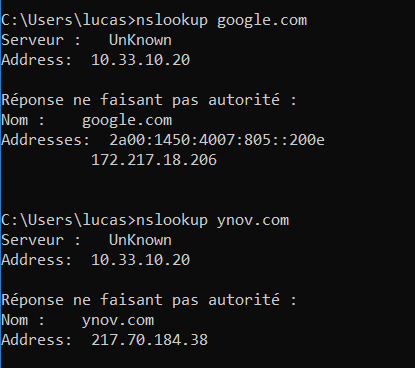 C:\Users\lucas>nslookup google.com
Serveur :   UnKnown
Address:  10.33.10.20
Réponse ne faisant pas autorité :
Nom :    google.com
Addresses:  2a00:1450:4007:805::200e
          172.217.18.206
C:\Users\lucas>nslookup ynov.com
Serveur :   UnKnown
Address:  10.33.10.20
Réponse ne faisant pas autorité :
Nom :    ynov.com
Address:  217.70.184.38